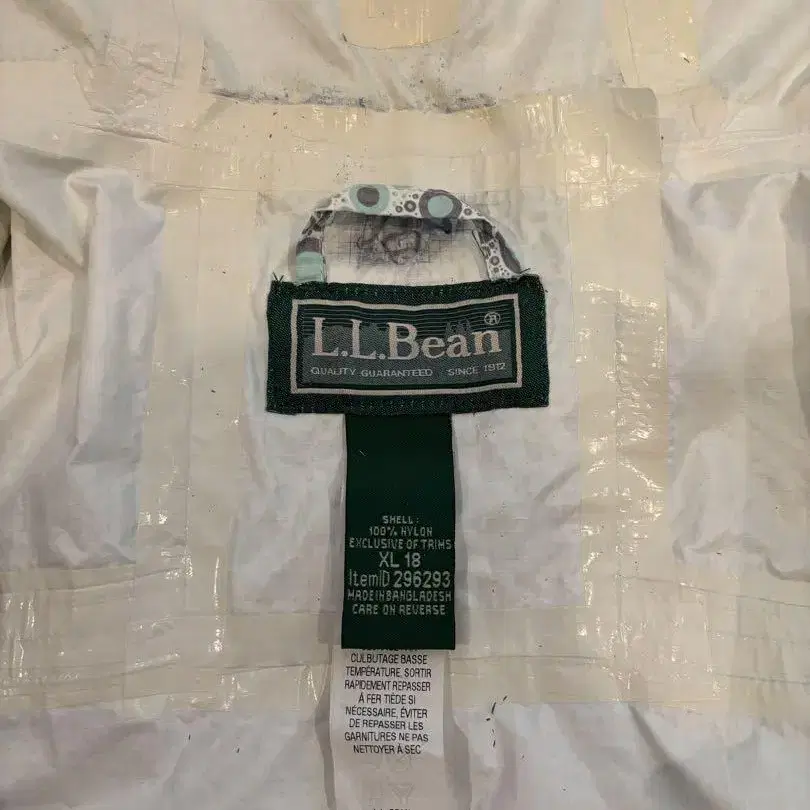 L.L.Bean®
QUALITY GUARANTEED SINCE 1912
SHELL:
100% NYLON
EXCLUSIVE OF TRIMS
XL 18
ItemID 296293
MADE IN BANGLADESH
CARE ON REVERSE
CULBUTAGE BASSE
TEMPÉRATURE, SORTIR
RAPIDEMENT REPASSER
À FER TIÈDE SI
NÉCESSAIRE, ÉVITER
DE REPASSER LES
GARNITURES NE PAS
NETTOYER À SEC